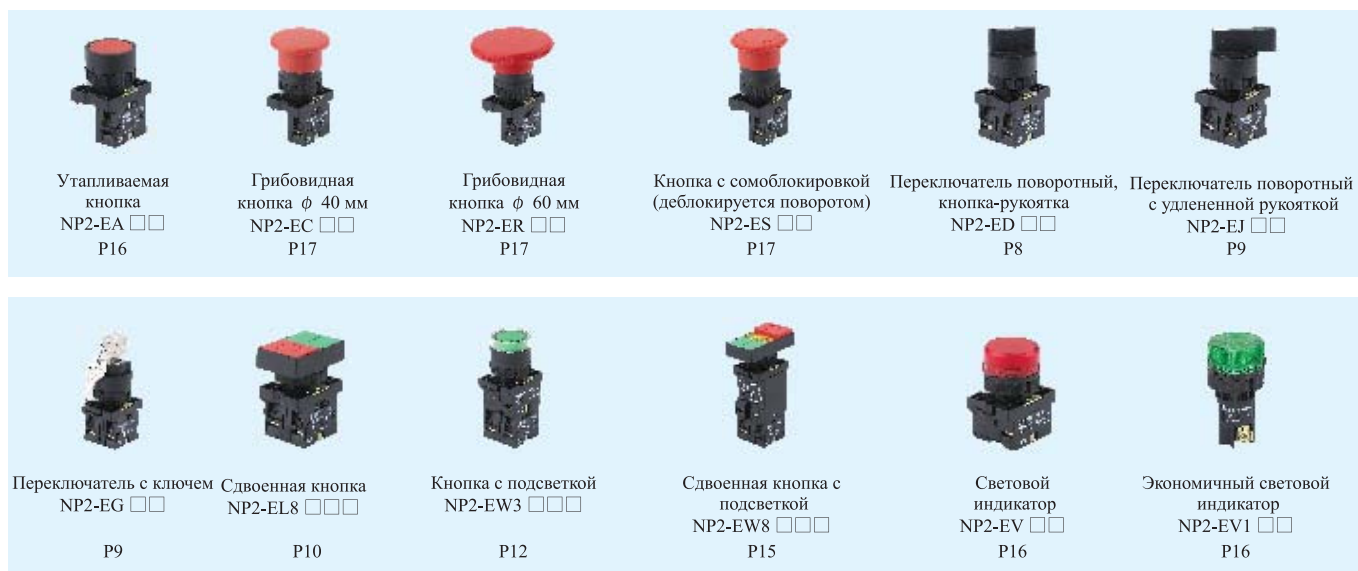 Утапливаемая
кнопка
NP2-EA □□
P16
Грибовидная
кнопка ϕ 40 мм
NP2-EC □□
P17
Грибовидная
кнопка ϕ 60 мм
NP2-ER □□
P17
Кнопка с сомоблокировкой
(деблокируется поворотом)
NP2-ES □□
P17
Переключатель поворотный,
кнопка-рукоятка
NP2-ED □□
P8
Переключатель поворотный
с удлененной рукояткой
NP2-EJ □□
P9
Переключатель с ключем
NP2-EG □□
P9
Сдвоенная кнопка
NP2-EL8 □□□
P10
Кнопка с подсветкой
NP2-EW3 □□□
P12
Сдвоенная кнопка с
подсветкой
NP2-EW8 □□□
P15
Световой
индикатор
NP2-EV □□
P16
Экономичный световой
индикатор
NP2-EV1 □□
P16